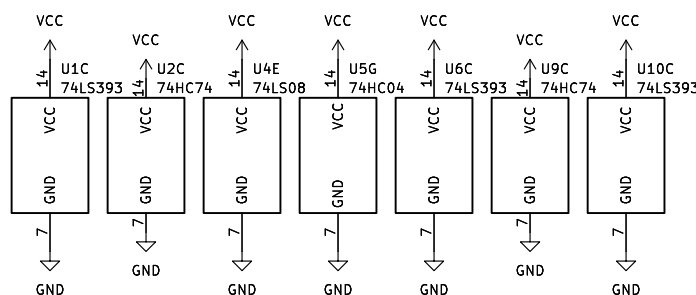 VCC VCC VCC VCC VCC VCC VCC
14 14 14 14 14 14 14
U1C U2C U4E U5G U6C U9C U10C
74LS393 74HC74 74LS08 74HC04 74LS393 74HC74 74LS393
VCC VCC VCC VCC VCC VCC VCC
GND GND GND GND GND GND GND
7 7 7 7 7 7 7
GND GND GND GND GND GND GND